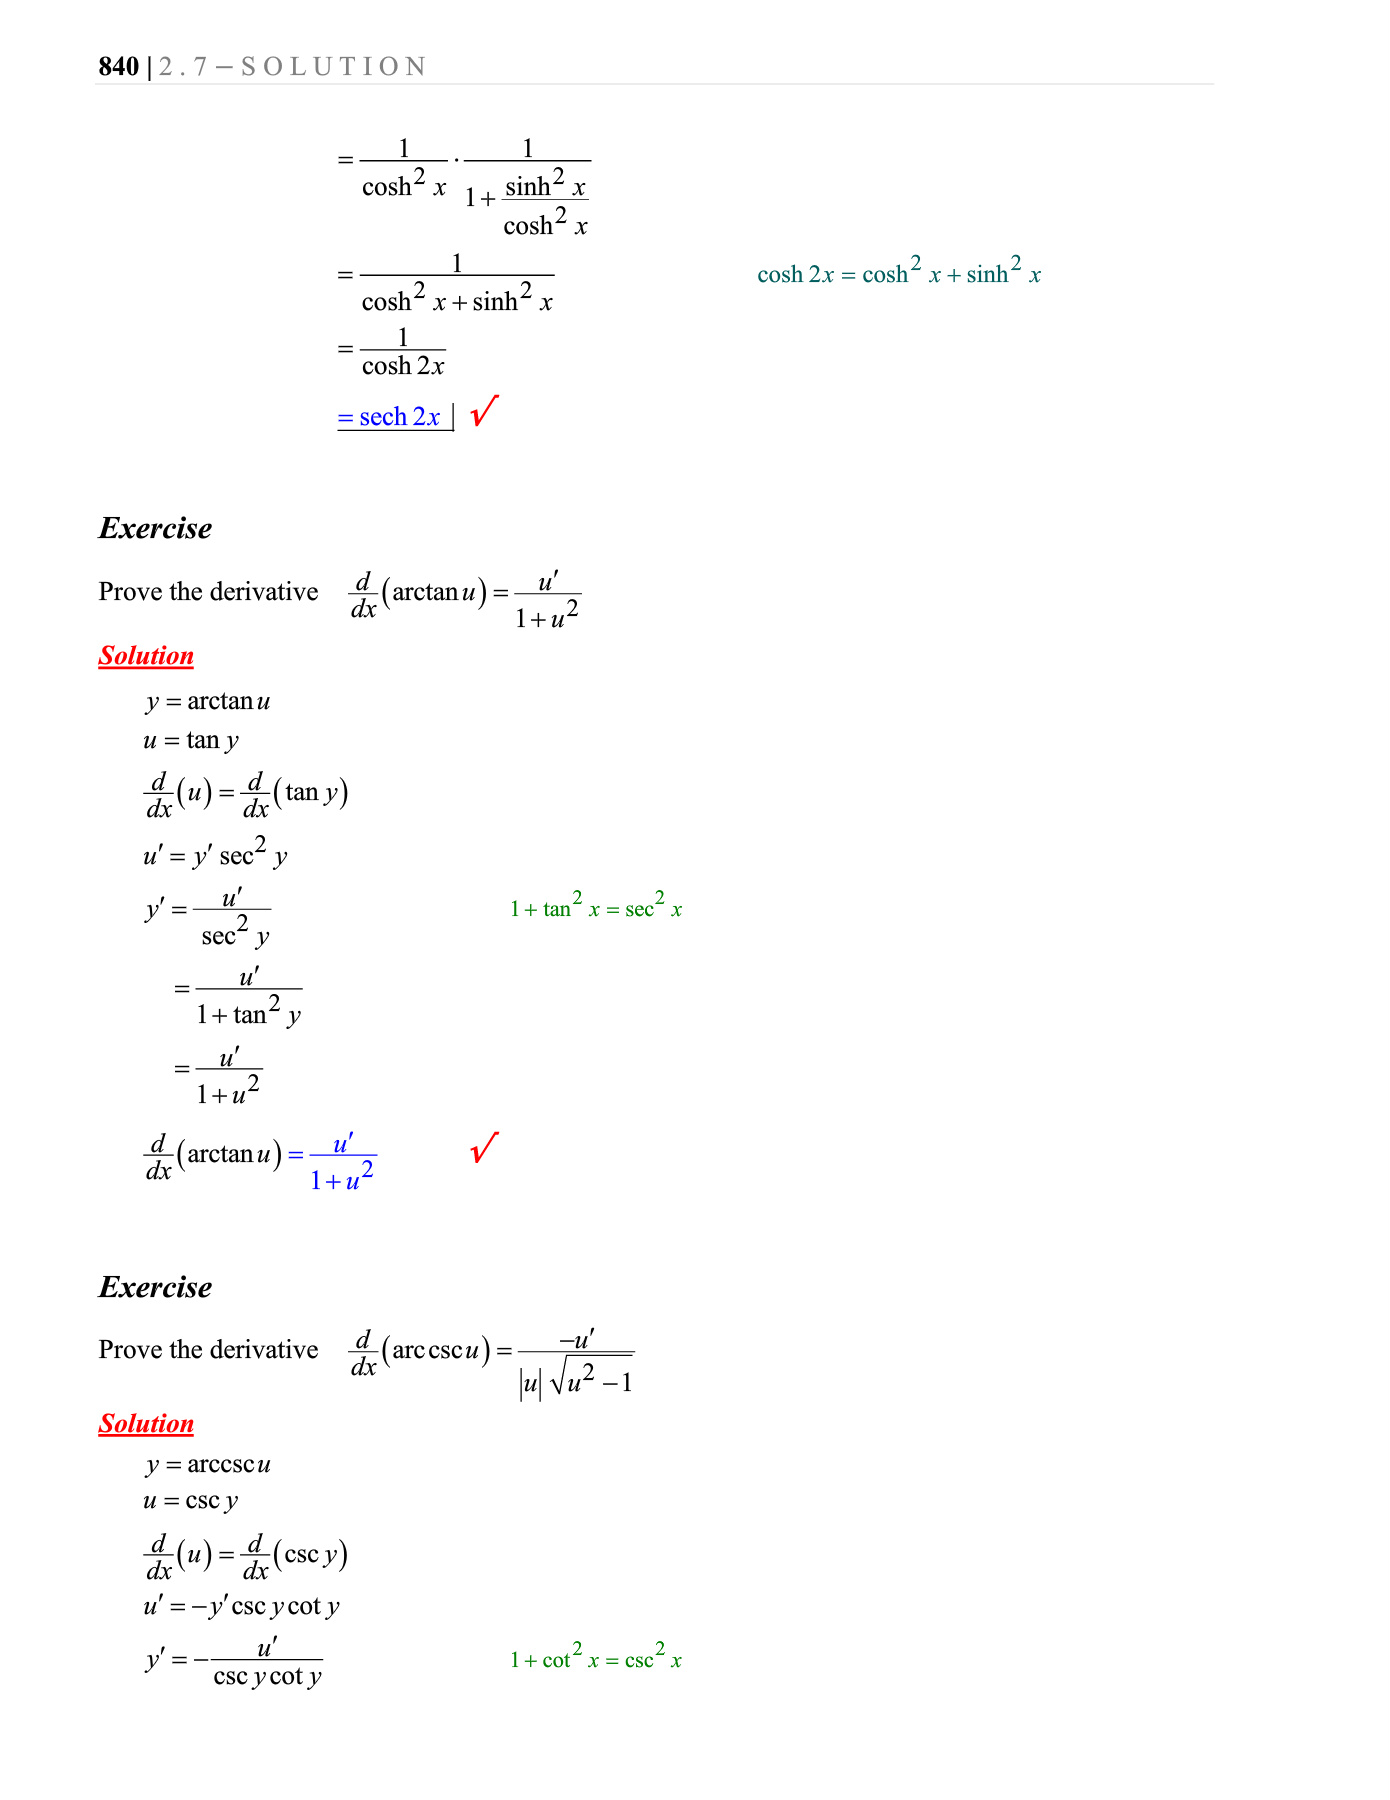 840 | 2 . 7 – S O L U T I O N
= \frac{1}{\cosh^2 x} \cdot \frac{1}{1 + \frac{\sinh^2 x}{\cosh^2 x}}
= \frac{1}{\cosh^2 x + \sinh^2 x}    \cosh 2x = \cosh^2 x + \sinh^2 x
= \frac{1}{\cosh 2x}
= sech 2x | √
Exercise
Prove the derivative \frac{d}{dx}(\arctan u) = \frac{u'}{1 + u^2}
Solution
y = arctan u
u = tan y
\frac{d}{dx}(u) = \frac{d}{dx}(\tan y)
u' = y' sec^2 y
y' = \frac{u'}{\sec^2 y}    1 + tan^2 x = sec^2 x
= \frac{u'}{1 + \tan^2 y}
= \frac{u'}{1 + u^2}
\frac{d}{dx}(\arctan u) = \frac{u'}{1 + u^2} √
Exercise
Prove the derivative \frac{d}{dx}(arc csc u) = \frac{-u'}{|u| \sqrt{u^2 - 1}}
Solution
y = arccsc u
u = csc y
\frac{d}{dx}(u) = \frac{d}{dx}(\csc y)
u' = -y' csc y cot y
y' = -\frac{u'}{\csc y \cot y}    1 + cot^2 x = csc^2 x